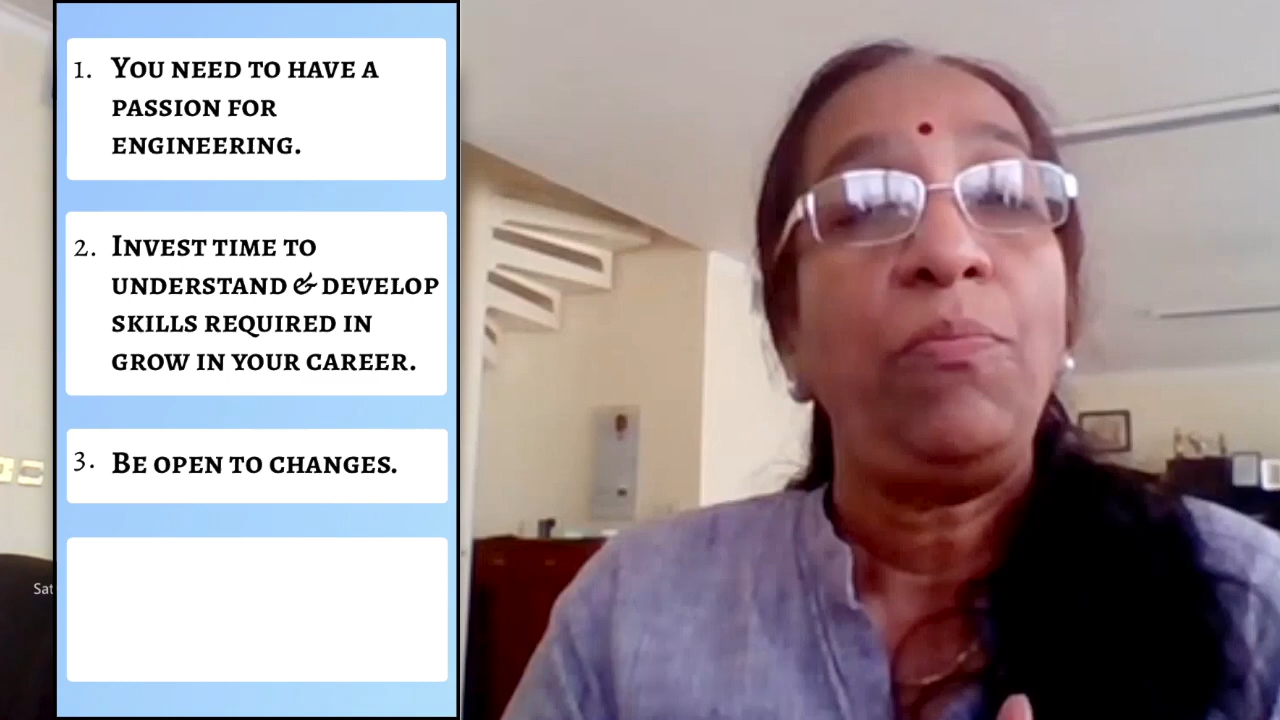 1. You need to have a
passion for
engineering.
2. Invest time to
understand & develop
skills required in
grow in your career.
3. Be open to changes.
Sat